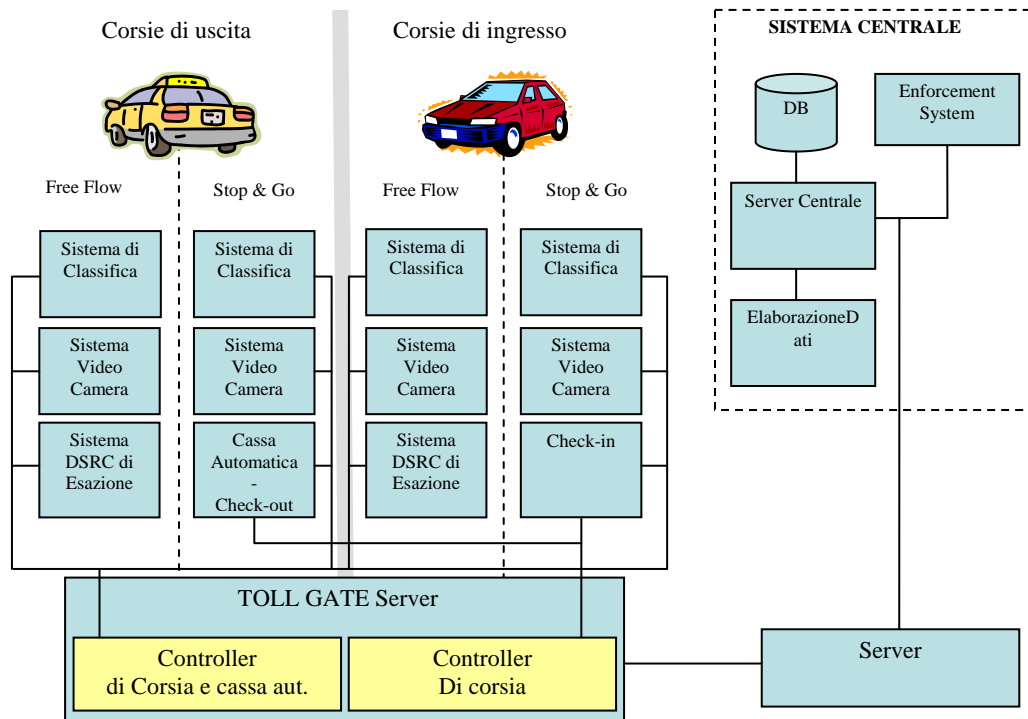 Corsie di uscita
Corsie di ingresso
SISTEMA CENTRALE
DB
Enforcement
System
Server Centrale
ElaborazioneD
ati
Free Flow
Stop & Go
Free Flow
Stop & Go
Sistema di
Classifica
Sistema di
Classifica
Sistema di
Classifica
Sistema di
Classifica
Sistema
Video
Camera
Sistema
Video
Camera
Sistema
Video
Camera
Sistema
Video
Camera
Sistema
DSRC di
Esazione
Cassa
Automatica
-
Check-out
Sistema
DSRC di
Esazione
Check-in
TOLL GATE Server
Controller
di Corsia e cassa aut.
Controller
Di corsia
Server